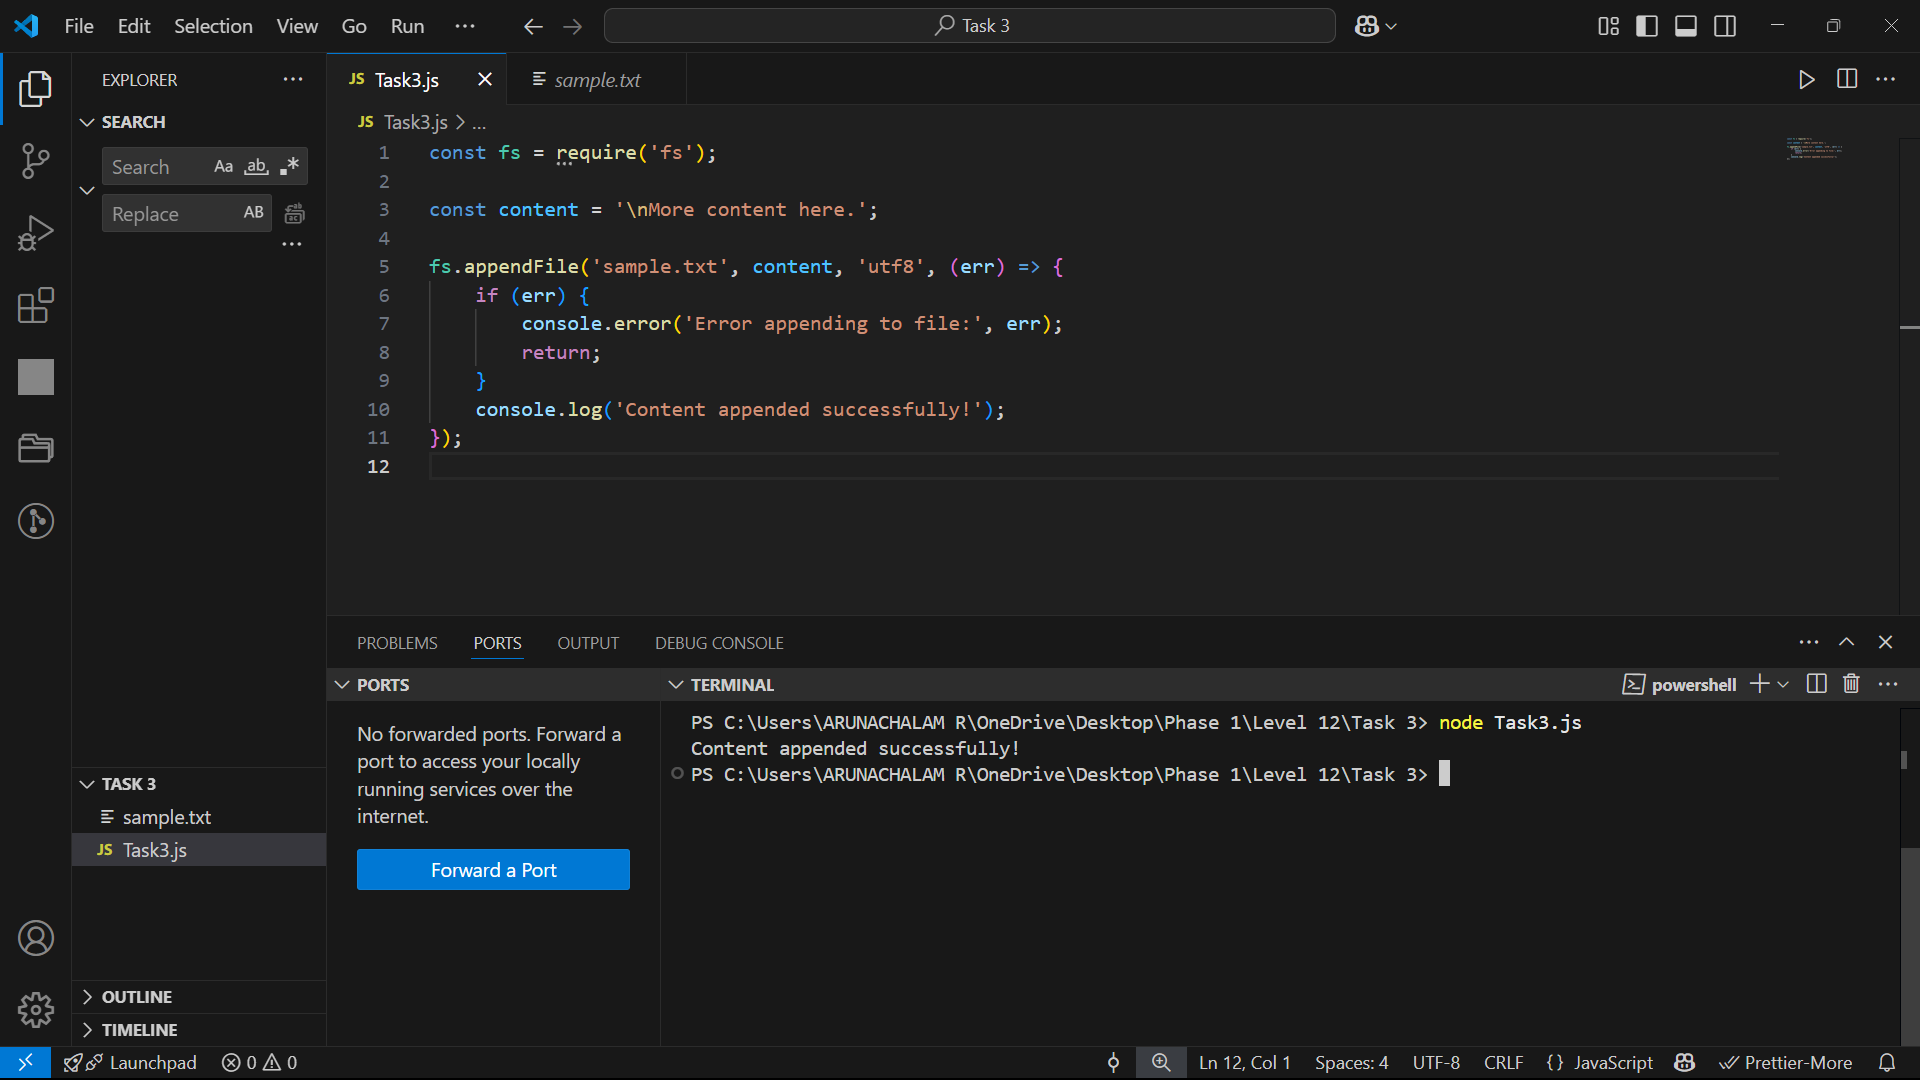 File Edit Selection View Go Run
Task 3
EXPLORER
SEARCH
Search Aa ab
Replace AB
JS Task3.js
sample.txt
JS Task3.js > ...
1 const fs = require('fs');
2
3 const content = '\nMore content here.';
4
5 fs.appendFile('sample.txt', content, 'utf8', (err) => {
6 if (err) {
7 console.error('Error appending to file:', err);
8 return;
9 }
10 console.log('Content appended successfully!');
11 });
12
PROBLEMS PORTS OUTPUT DEBUG CONSOLE
PORTS
No forwarded ports. Forward a
port to access your locally
running services over the
internet.
Forward a Port
TERMINAL
powershell
PS C:\Users\ARUNACHALAM R\OneDrive\Desktop\Phase 1\Level 12\Task 3> node Task3.js
Content appended successfully!
PS C:\Users\ARUNACHALAM R\OneDrive\Desktop\Phase 1\Level 12\Task 3>
TASK 3
sample.txt
JS Task3.js
OUTLINE
TIMELINE
Launchpad 0 0
Ln 12, Col 1 Spaces: 4 UTF-8 CRLF {} JavaScript Prettier-More